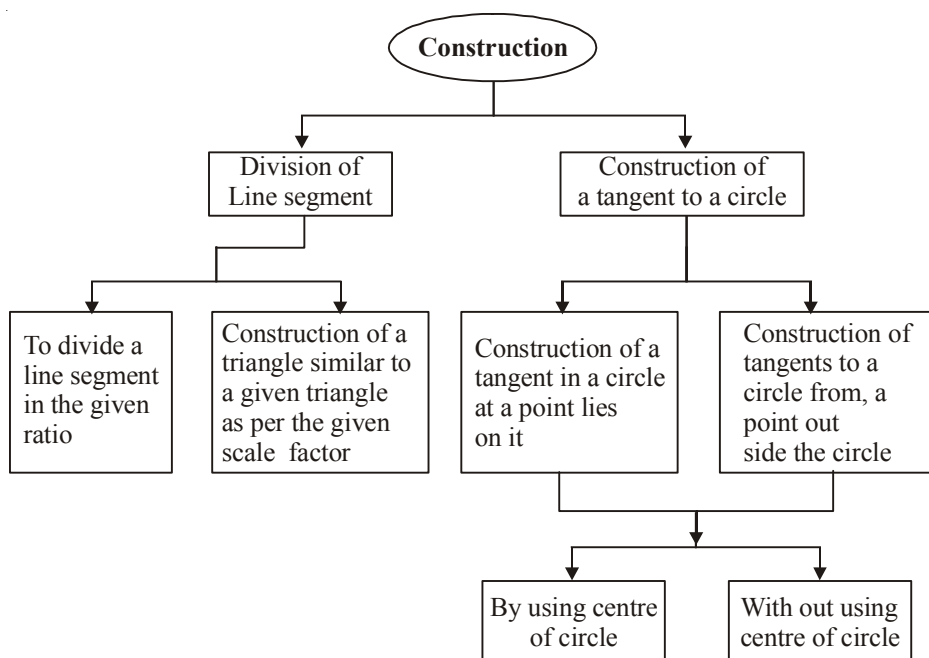 Construction
Division of
Line segment
Construction of
a tangent to a circle
To divide a
line segment
in the given
ratio
Construction of a
triangle similar to
a given triangle
as per the given
scale factor
Construction of a
tangent in a circle
at a point lies
on it
Construction of
tangents to a
circle from, a
point out
side the circle
By using centre
of circle
With out using
centre of circle